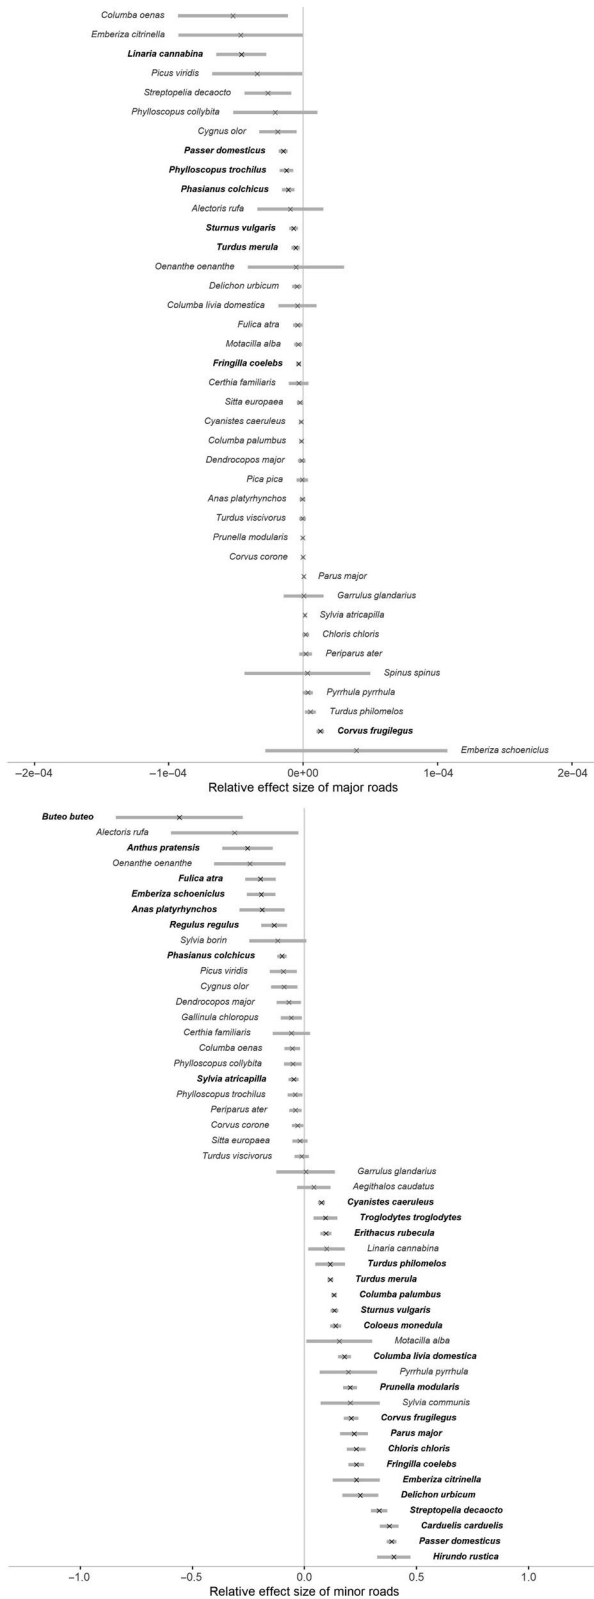 Columba oenas
Emberiza citrinella
Linaria cannabina
Picus viridis
Streptopelia decaocto
Phylloscopus collybita
Cygnus olor
Passer domesticus
Phylloscopus trochilus
Phasianus colchicus
Alectoris rufa
Sturnus vulgaris
Turdus merula
Oenanthe oenanthe
Delichon urbicum
Columba livia domestica
Fulica atra
Motacilla alba
Fringilla coelebs
Certhia familiaris
Sitta europaea
Cyanistes caeruleus
Columba palumbus
Dendrocopos major
Pica pica
Anas platyrhynchos
Turdus viscivorus
Prunella modularis
Corvus corone
Parus major
Garrulus glandarius
Sylvia atricapilla
Chloris chloris
Periparus ater
Spinus spinus
Pyrrhula pyrrhula
Turdus philomelos
Corvus frugilegus
Emberiza schoeniclus
−2e−04 −1e−04 0e+00 1e−04 2e−04
Relative effect size of major roads
Buteo buteo
Alectoris rufa
Anthus pratensis
Oenanthe oenanthe
Fulica atra
Emberiza schoeniclus
Anas platyrhynchos
Regulus regulus
Sylvia borin
Phasianus colchicus
Picus viridis
Cygnus olor
Dendrocopos major
Gallinula chloropus
Certhia familiaris
Columba oenas
Phylloscopus collybita
Sylvia atricapilla
Phylloscopus trochilus
Periparus ater
Corvus corone
Sitta europaea
Turdus viscivorus
Garrulus glandarius
Aegithalos caudatus
Cyanistes caeruleus
Troglodytes troglodytes
Erithacus rubecula
Linaria cannabina
Turdus philomelos
Turdus merula
Columba palumbus
Sturnus vulgaris
Coloeus monedula
Motacilla alba
Columba livia domestica
Pyrrhula pyrrhula
Prunella modularis
Sylvia communis
Corvus frugilegus
Parus major
Chloris chloris
Fringilla coelebs
Emberiza citrinella
Delichon urbicum
Streptopelia decaocto
Carduelis carduelis
Passer domesticus
Hirundo rustica
−1.0 −0.5 0.0 0.5 1.0
Relative effect size of minor roads